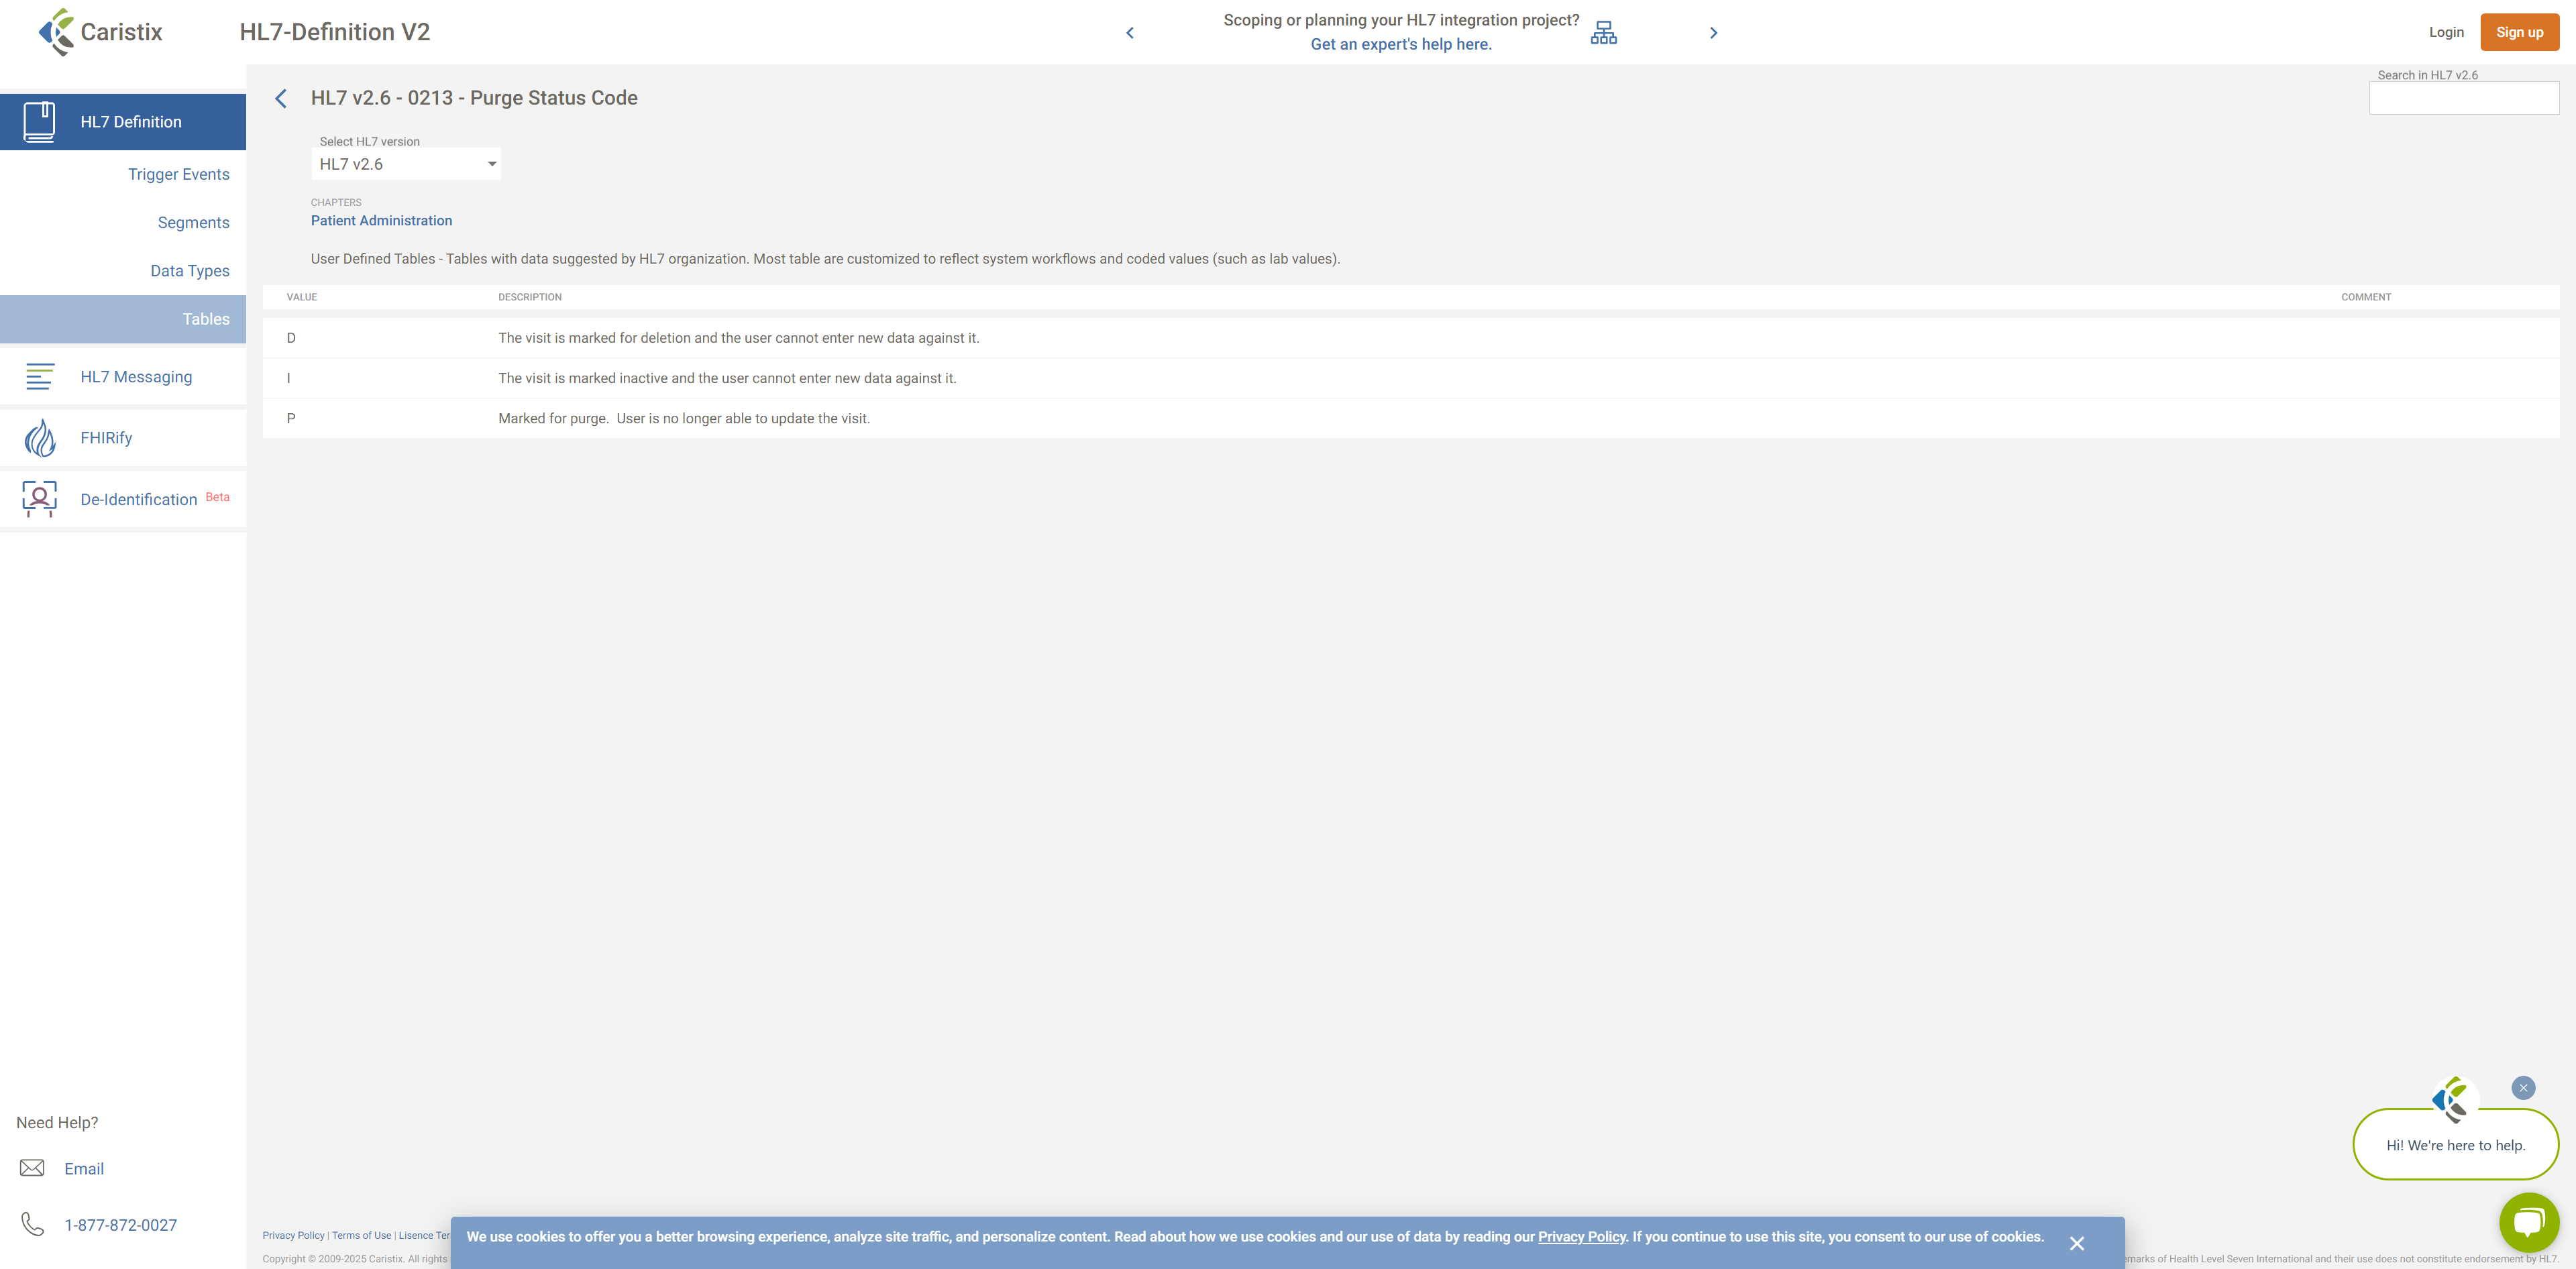 Caristix
HL7-Definition V2
Scoping or planning your HL7 integration project?
Get an expert's help here.
Login
Sign up
HL7 Definition
Trigger Events
Segments
Data Types
Tables
HL7 Messaging
FHIRify
De-Identification Beta
Need Help?
Email
1-877-872-0027
HL7 v2.6 - 0213 - Purge Status Code
Search in HL7 v2.6
Select HL7 version
HL7 v2.6
CHAPTERS
Patient Administration
User Defined Tables - Tables with data suggested by HL7 organization. Most table are customized to reflect system workflows and coded values (such as lab values).
VALUE DESCRIPTION COMMENT
D The visit is marked for deletion and the user cannot enter new data against it.
I The visit is marked inactive and the user cannot enter new data against it.
P Marked for purge.  User is no longer able to update the visit.
Hi! We're here to help.
Privacy Policy | Terms of Use | Lisence Ter
We use cookies to offer you a better browsing experience, analyze site traffic, and personalize content. Read about how we use cookies and our use of data by reading our Privacy Policy. If you continue to use this site, you consent to our use of cookies.
Copyright © 2009-2025 Caristix. All rights
emarks of Health Level Seven International and their use does not constitute endorsement by HL7.